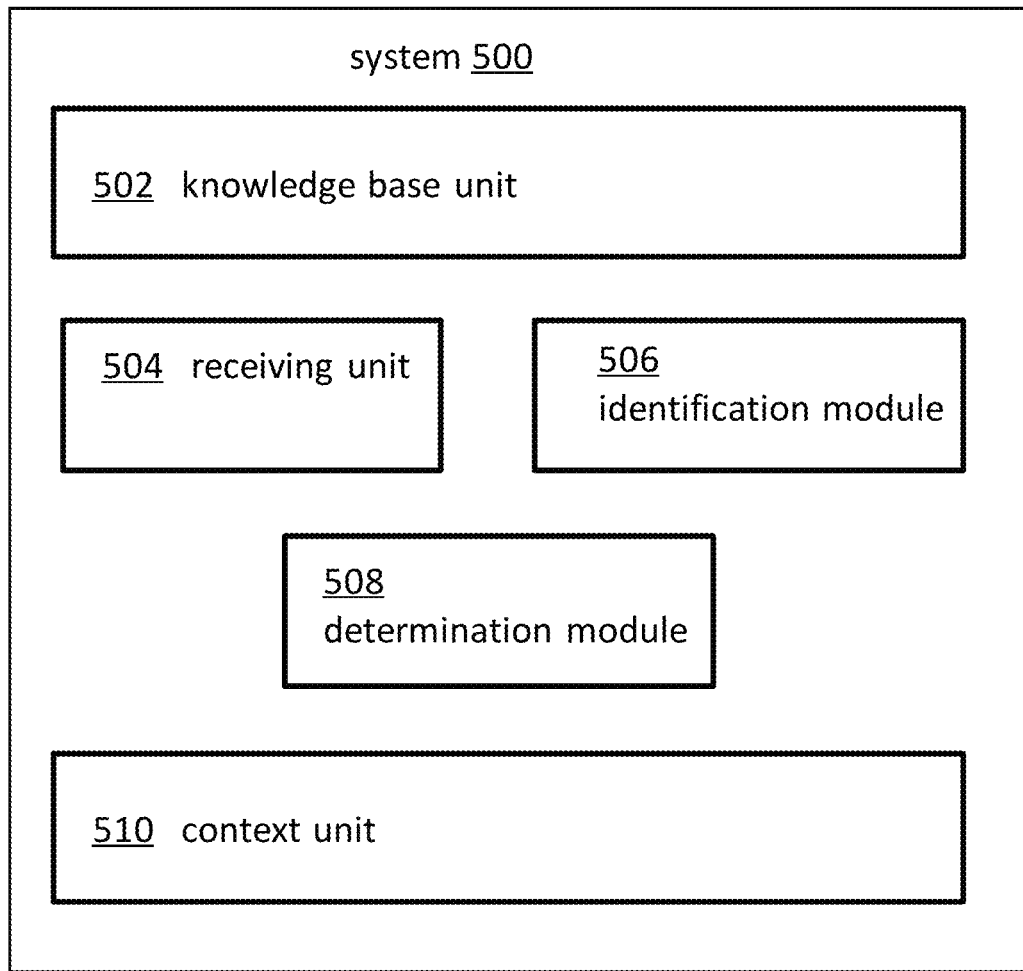 system 500
502 knowledge base unit
504 receiving unit
506
identification module
508
determination module
510 context unit